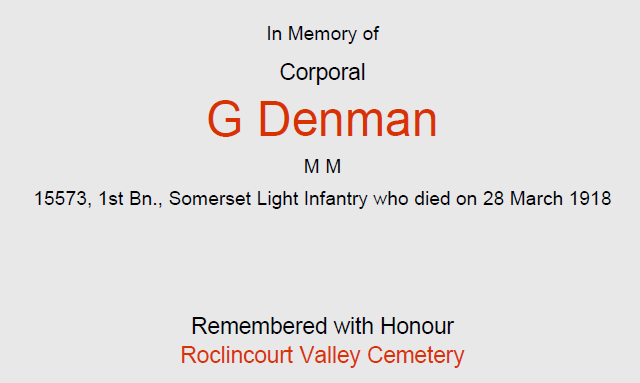 In Memory of
Corporal
G Denman
M M
15573, 1st Bn., Somerset Light Infantry who died on 28 March 1918
Remembered with Honour
Roclincourt Valley Cemetery